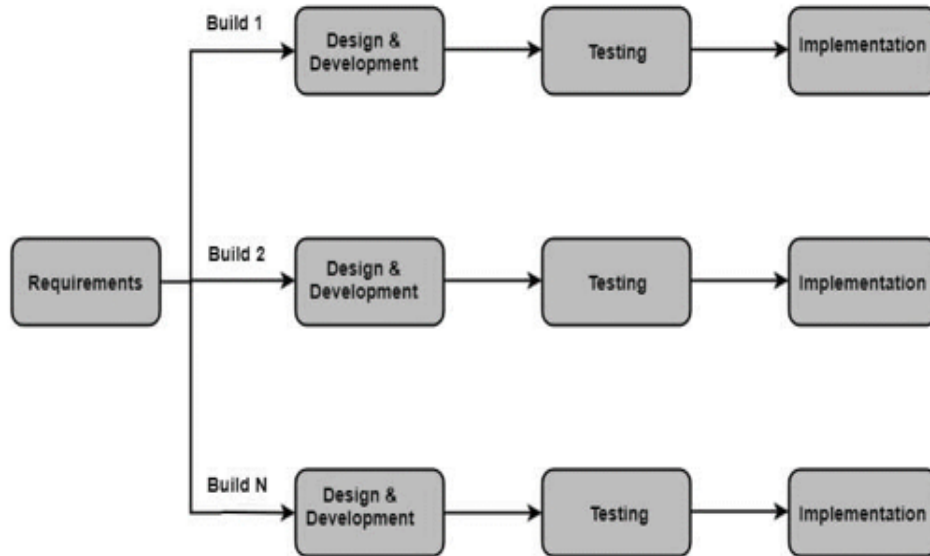 Build 1
Design &
Development
Testing
Implementation
Requirements
Build 2
Design &
Development
Testing
Implementation
Build N
Design &
Development
Testing
Implementation